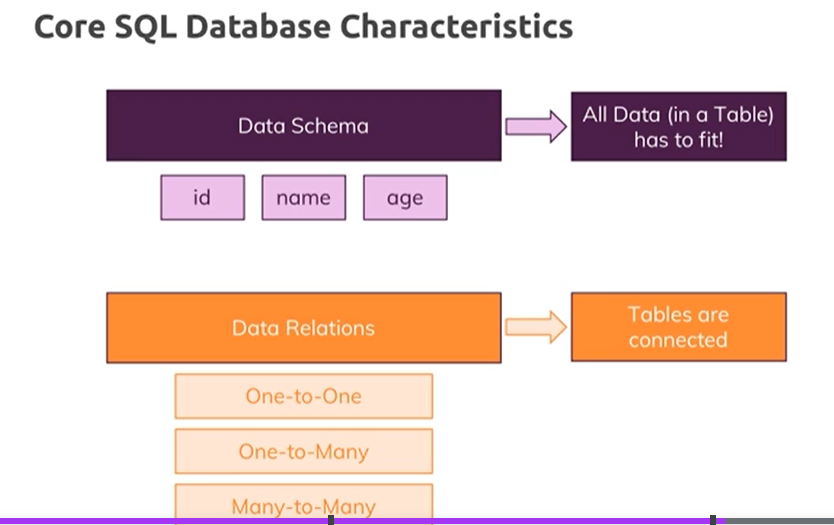 Core SQL Database Characteristics
Data Schema
All Data (in a Table)
has to fit!
id name age
Data Relations
Tables are
connected
One-to-One
One-to-Many
Many-to-Many